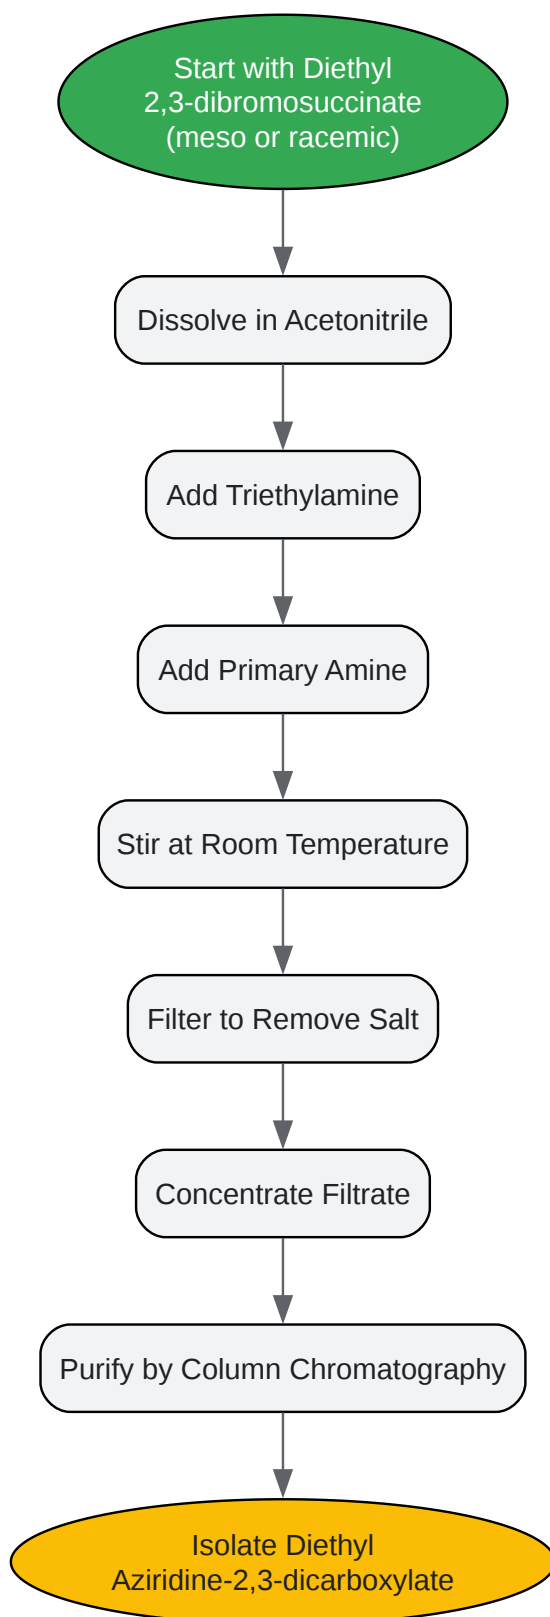 Start with Diethyl
2,3-dibromosuccinate
(meso or racemic)
Dissolve in Acetonitrile
Add Triethylamine
Add Primary Amine
Stir at Room Temperature
Filter to Remove Salt
Concentrate Filtrate
Purify by Column Chromatography
Isolate Diethyl
Aziridine-2,3-dicarboxylate